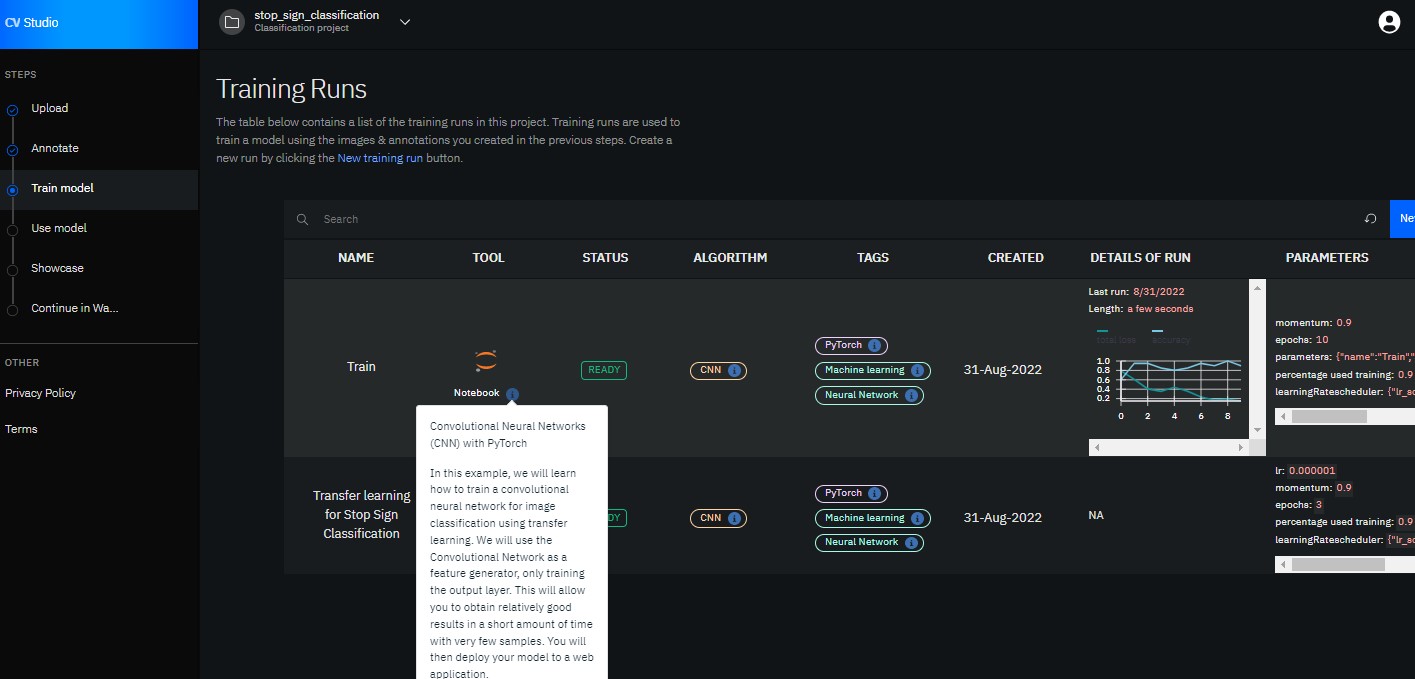 CV Studio
stop_sign_classification
Classification project
STEPS
Upload
Annotate
Train model
Use model
Showcase
Continue in Wa...
OTHER
Privacy Policy
Terms
Training Runs
The table below contains a list of the training runs in this project. Training runs are used to
train a model using the images & annotations you created in the previous steps. Create a
new run by clicking the New training run button.
Search
Ne
NAME TOOL STATUS ALGORITHM TAGS CREATED DETAILS OF RUN PARAMETERS
Train
Notebook
READY
CNN
PyTorch
Machine learning
Neural Network
31-Aug-2022
Last run: 8/31/2022
Length: a few seconds
total loss accuracy
1.0
0.8
0.6
0.4
0.2
0 2 4 6 8
momentum: 0.9
epochs: 10
parameters: {"name":"Train","
percentage used training: 0.9
learningRatescheduler: {"lr_sc
Convolutional Neural Networks
(CNN) with PyTorch
In this example, we will learn
how to train a convolutional
neural network for image
classification using transfer
learning. We will use the
Convolutional Network as a
feature generator, only training
the output layer. This will allow
you to obtain relatively good
results in a short amount of time
with very few samples. You will
then deploy your model to a web
application.
Transfer learning
for Stop Sign
Classification
DY
CNN
PyTorch
Machine learning
Neural Network
31-Aug-2022
NA
lr: 0.000001
momentum: 0.9
epochs: 3
percentage used training: 0.9
learningRatescheduler: {"lr_sc